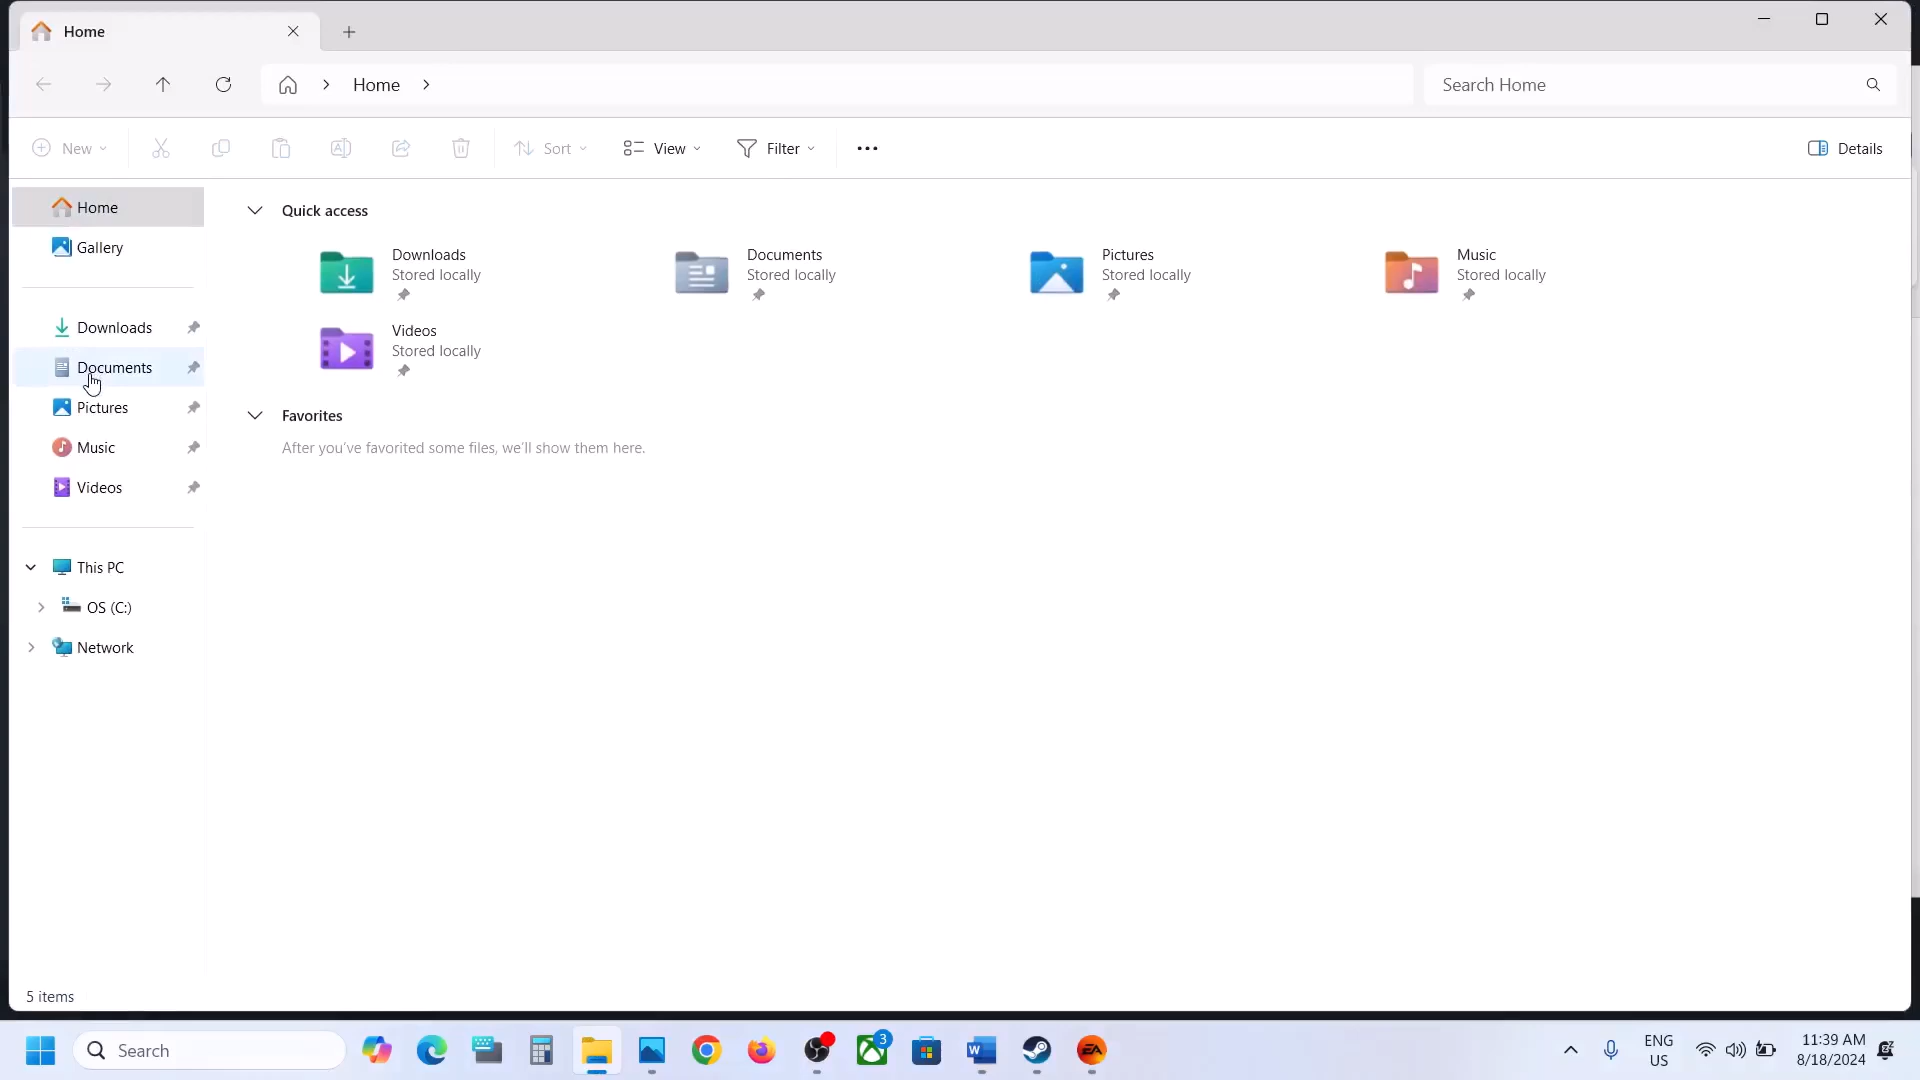 Home
Home
Search Home
New
Sort
View
Filter
Details
Home
Gallery
Downloads
Documents
Pictures
Music
Videos
This PC
OS (C:)
Network
Quick access
Downloads
Stored locally
Documents
Stored locally
Pictures
Stored locally
Music
Stored locally
Videos
Stored locally
Favorites
After you've favorited some files, we'll show them here.
5 items
Search
3
ENG
US
11:39 AM
8/18/2024